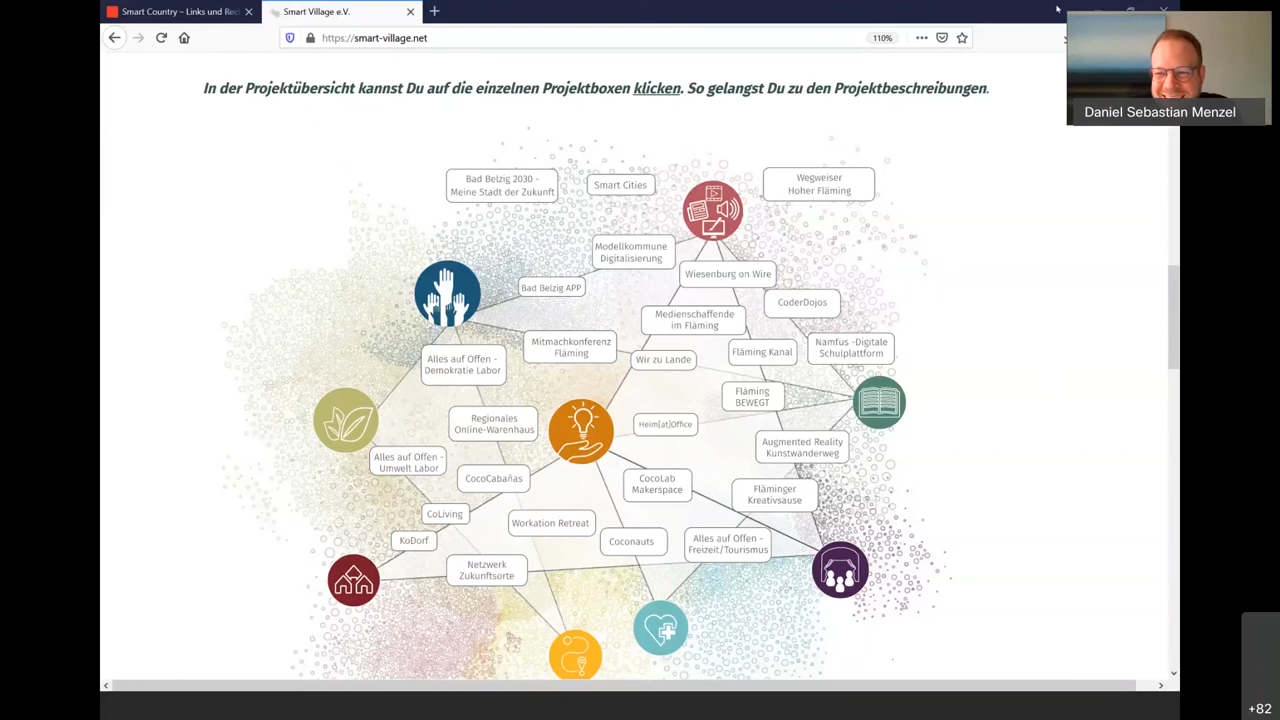 Smart Country – Links und Rec
Smart Village e.V.
https://smart-village.net
110%
Daniel Sebastian Menzel
In der Projektübersicht kannst Du auf die einzelnen Projektboxen klicken. So gelangst Du zu den Projektbeschreibungen.
Bad Belzig 2030 -
Meine Stadt der Zukunft
Smart Cities
Wegweiser
Hoher Fläming
Modellkommune
Digitalisierung
Wiesenburg on Wire
Bad Belzig APP
CoderDojos
Medienschaffende
im Fläming
Mitmachkonferenz
Fläming
Wir zu Lande
Fläming Kanal
Namfus -Digitale
Schulplattform
Alles auf Offen -
Demokratie Labor
Fläming
BEWEGT
Regionales
Online-Warenhaus
Heim[at]Office
Augmented Reality
Kunstwanderweg
Alles auf Offen -
Umwelt Labor
CocoCabañas
CocoLab
Makerspace
Fläminger
Kreativsause
CoLiving
Workation Retreat
KoDorf
Coconauts
Alles auf Offen -
Freizeit/Tourismus
Netzwerk
Zukunftsorte
+82